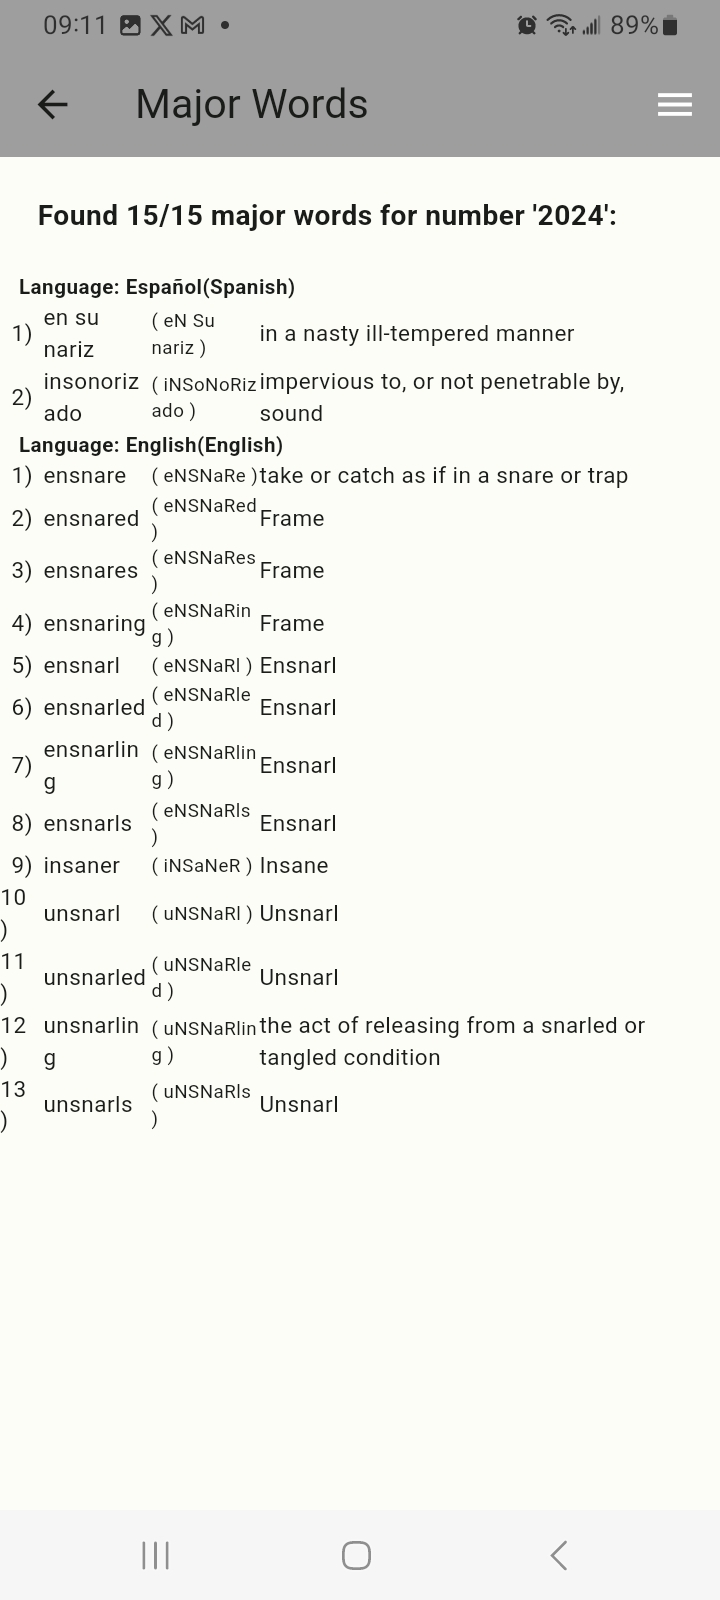 09:11 89%
Major Words
Found 15/15 major words for number '2024':
Language: Español(Spanish)
1) en su nariz ( eN Su nariz ) in a nasty ill-tempered manner
2) insonorizado ( iNSoNoRizado ) impervious to, or not penetrable by, sound
Language: English(English)
1) ensnare ( eNSNaRe ) take or catch as if in a snare or trap
2) ensnared ( eNSNaRed ) Frame
3) ensnares ( eNSNaRes ) Frame
4) ensnaring ( eNSNaRing ) Frame
5) ensnarl ( eNSNaRl ) Ensnarl
6) ensnarled ( eNSNaRled ) Ensnarl
7) ensnarling ( eNSNaRling ) Ensnarl
8) ensnarls ( eNSNaRls ) Ensnarl
9) insaner ( iNSaNeR ) Insane
10) unsnarl ( uNSNaRl ) Unsnarl
11) unsnarled ( uNSNaRled ) Unsnarl
12) unsnarling ( uNSNaRling ) the act of releasing from a snarled or tangled condition
13) unsnarls ( uNSNaRls ) Unsnarl